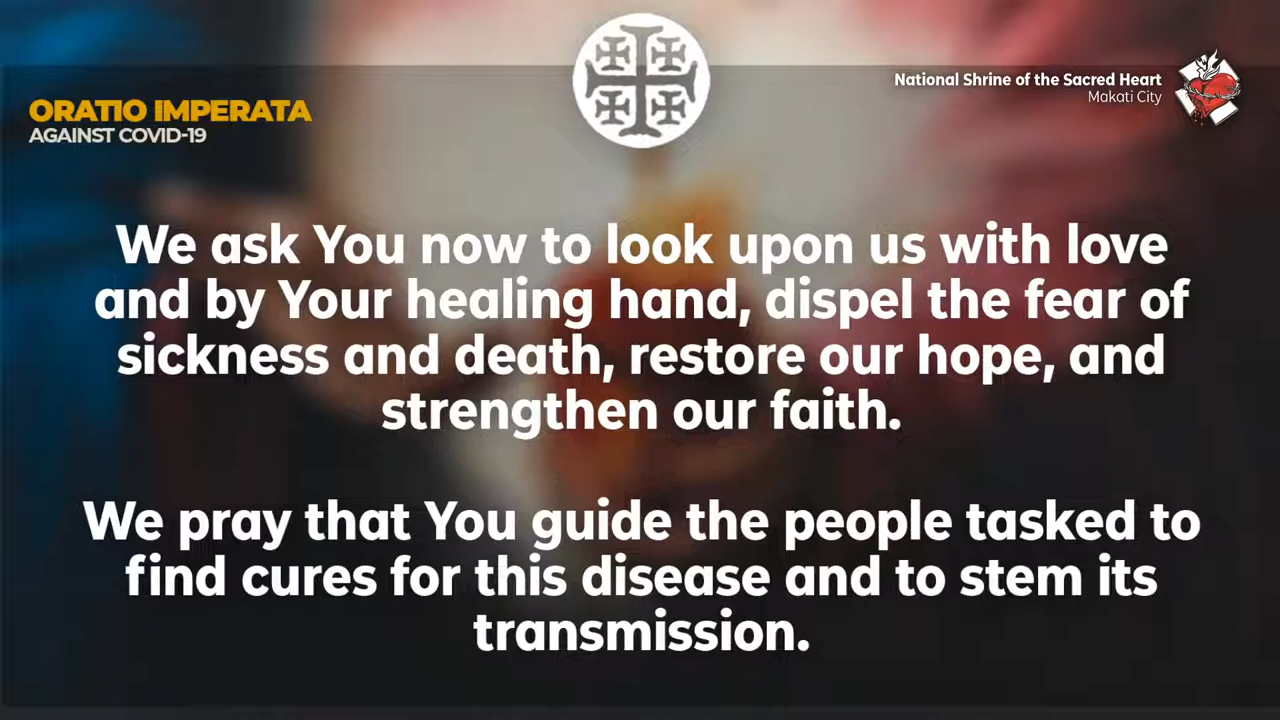 ORATIO IMPERATA
AGAINST COVID-19
National Shrine of the Sacred Heart
Makati City
We ask You now to look upon us with love
and by Your healing hand, dispel the fear of
sickness and death, restore our hope, and
strengthen our faith.
We pray that You guide the people tasked to
find cures for this disease and to stem its
transmission.